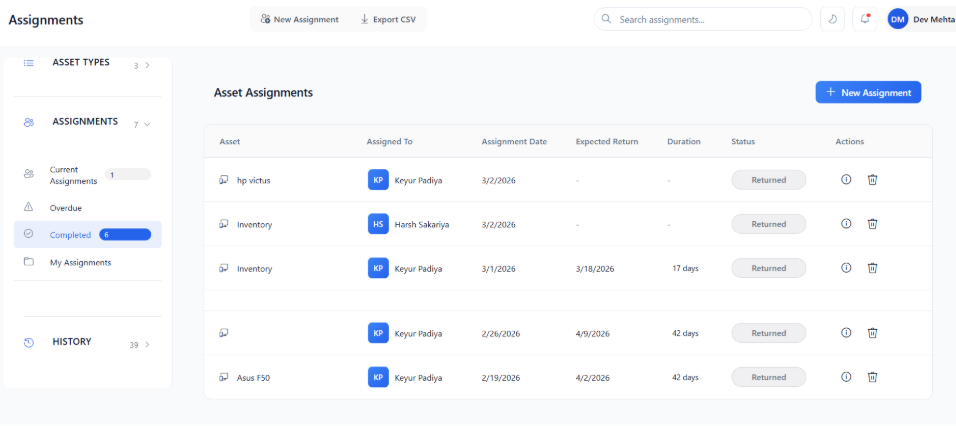 Assignments
New Assignment
Export CSV
Search assignments...
DM
Dev Mehta
ASSET TYPES
3
ASSIGNMENTS
7
Current
Assignments
1
Overdue
Completed
6
My Assignments
HISTORY
39
Asset Assignments
+ New Assignment
Asset Assigned To Assignment Date Expected Return Duration Status Actions
hp victus KP Keyur Padiya 3/2/2026 - - Returned
Inventory HS Harsh Sakariya 3/2/2026 - - Returned
Inventory KP Keyur Padiya 3/1/2026 3/18/2026 17 days Returned
KP Keyur Padiya 2/26/2026 4/9/2026 42 days Returned
Asus F50 KP Keyur Padiya 2/19/2026 4/2/2026 42 days Returned